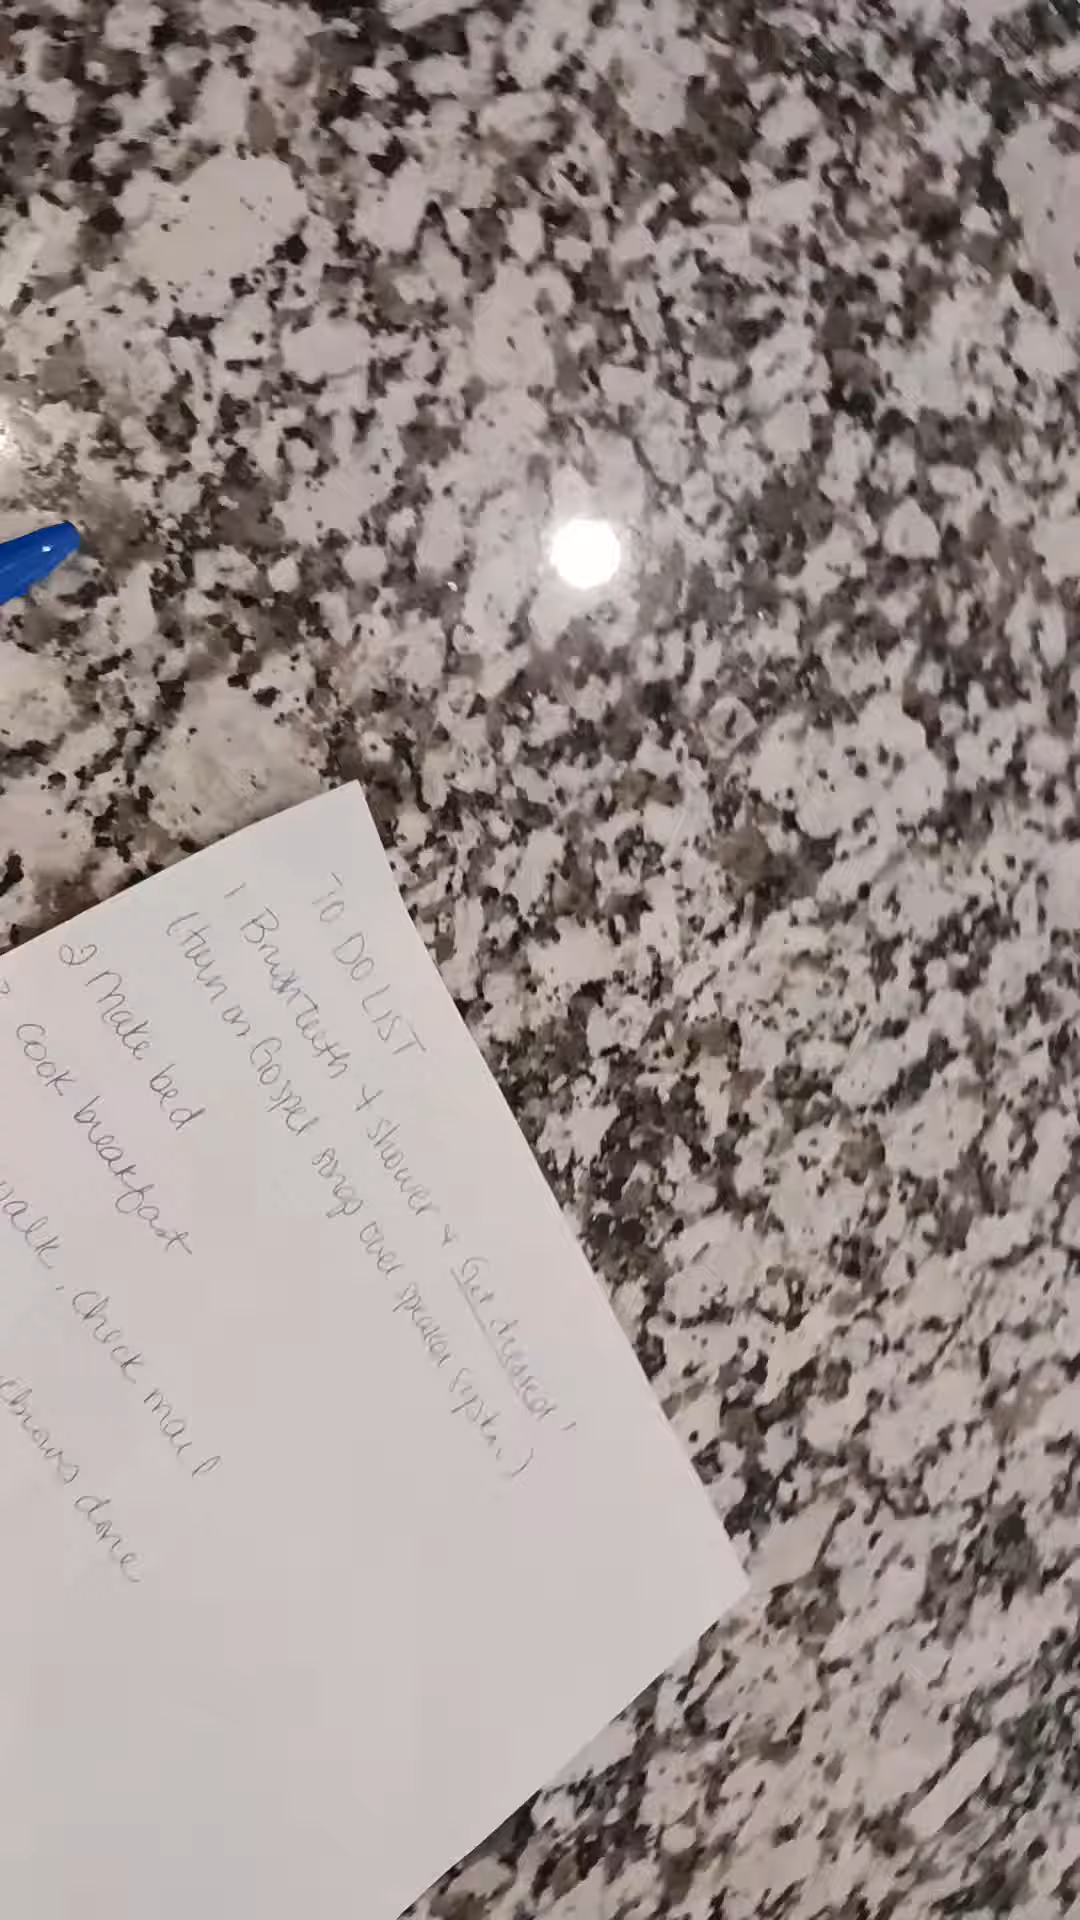 TO DO LIST
1 Brush Teeth & shower & Get dressed,
(turn on Gospel songs over speaker system)
2 Make bed
cook breakfast
walk, check mail
done